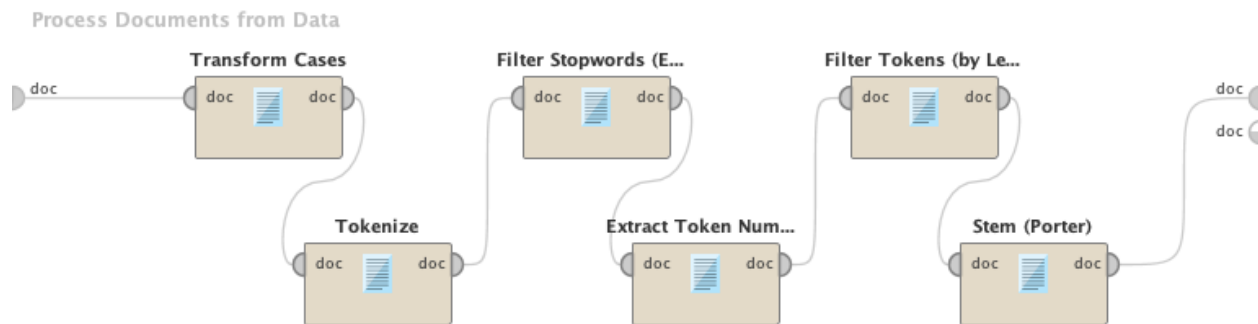 Process Documents from Data
Transform Cases
Filter Stopwords (E...
Filter Tokens (by Le...
doc
doc doc
doc doc
doc doc
doc
doc
Tokenize
Extract Token Num...
Stem (Porter)
doc doc
doc doc
doc doc